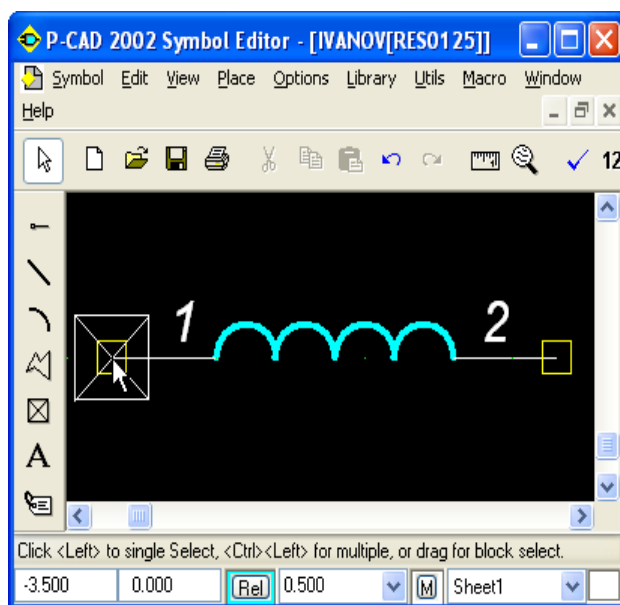 P-CAD 2002 Symbol Editor - [IVANOV[RES0125]]
Symbol Edit View Place Options Library Utils Macro Window
Help
12
1 2
A
Click <Left> to single Select, <Ctrl><Left> for multiple, or drag for block select.
-3.500 0.000 Rel 0.500 M Sheet1